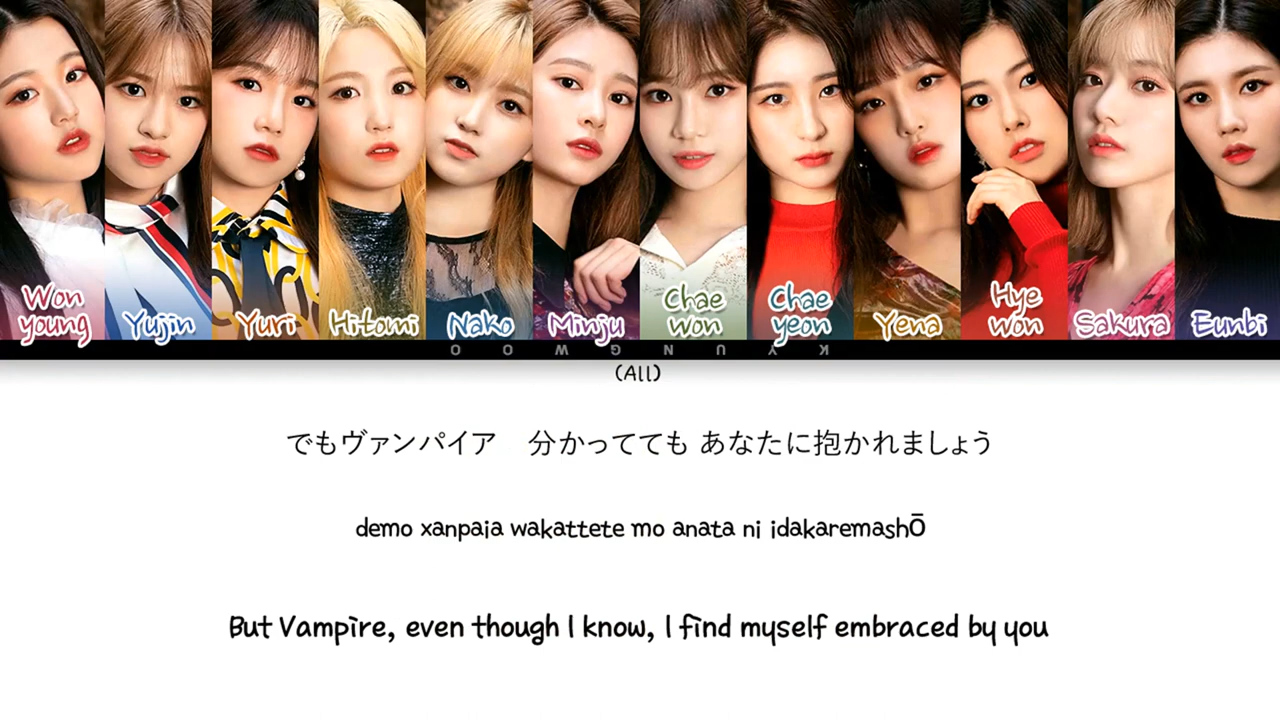 Won
young
Yujin
Yuri
Hitomi
Nako
Minju
Chae
won
Chae
yeon
Yena
Hye
won
Sakura
Eunbi
KYUNGWOO
(All)
でもヴァンパイア　分かってても あなたに抱かれましょう
demo xanpaia wakattete mo anata ni idakaremashō
But Vampire, even though I know, I find myself embraced by you